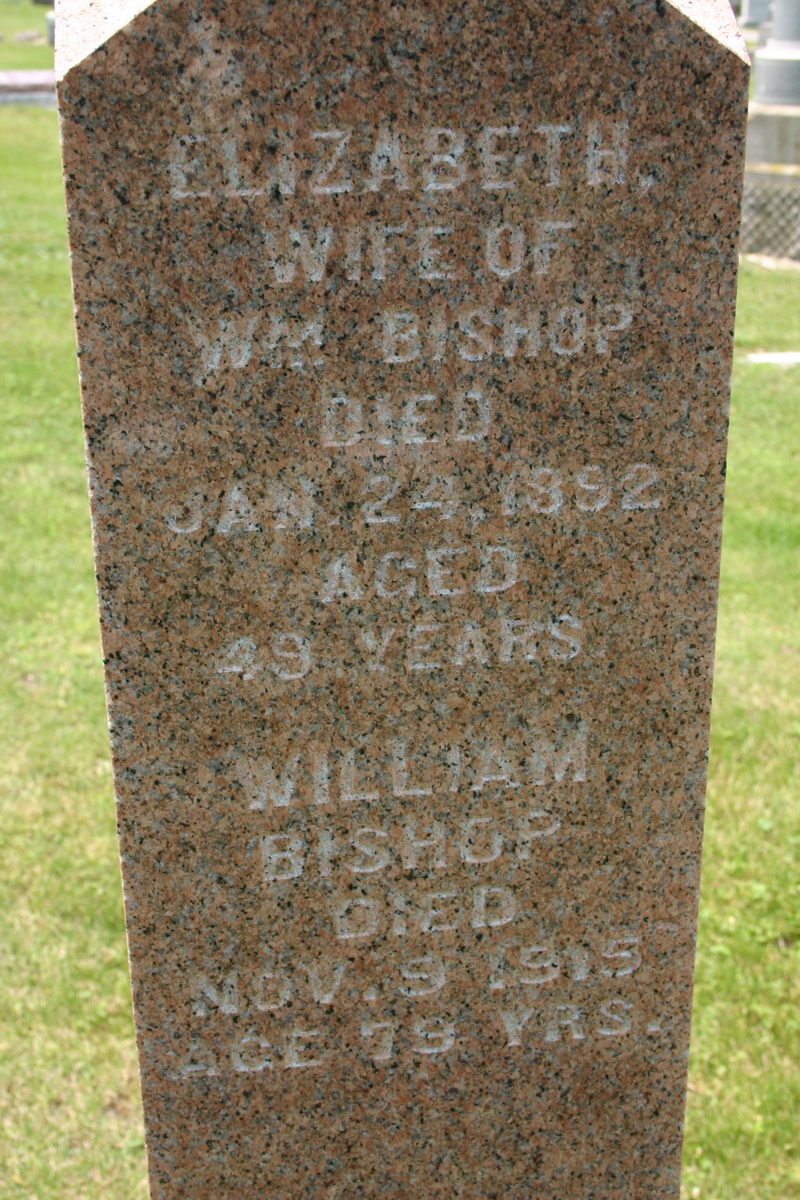 ELIZABETH,
WIFE OF
WM. BISHOP
DIED
JAN. 24, 1892
AGED
49 YEARS.
WILLIAM
BISHOP
DIED
NOV. 9 1915
AGE 79 YRS.